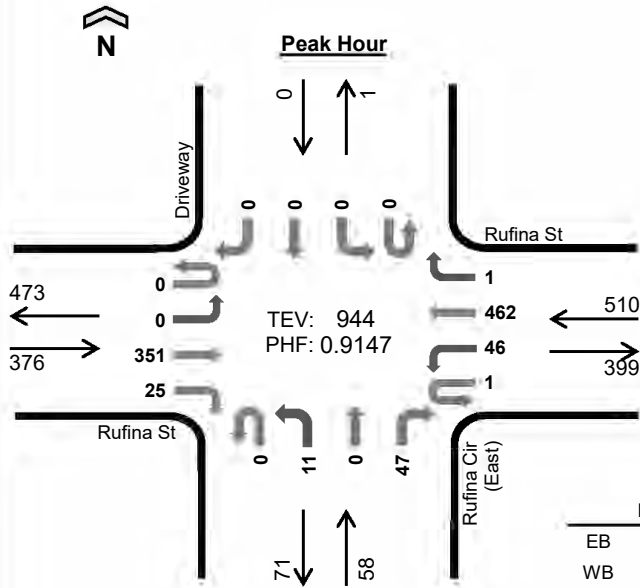 N
Peak Hour
0
1
Driveway
0
0
0
0
Rufina St
473
376
0
0
351
25
TEV: 944
PHF: 0.9147
1
462
46
1
510
399
Rufina St
0
11
0
47
Rufina Cir
(East)
71
58
EB
WB